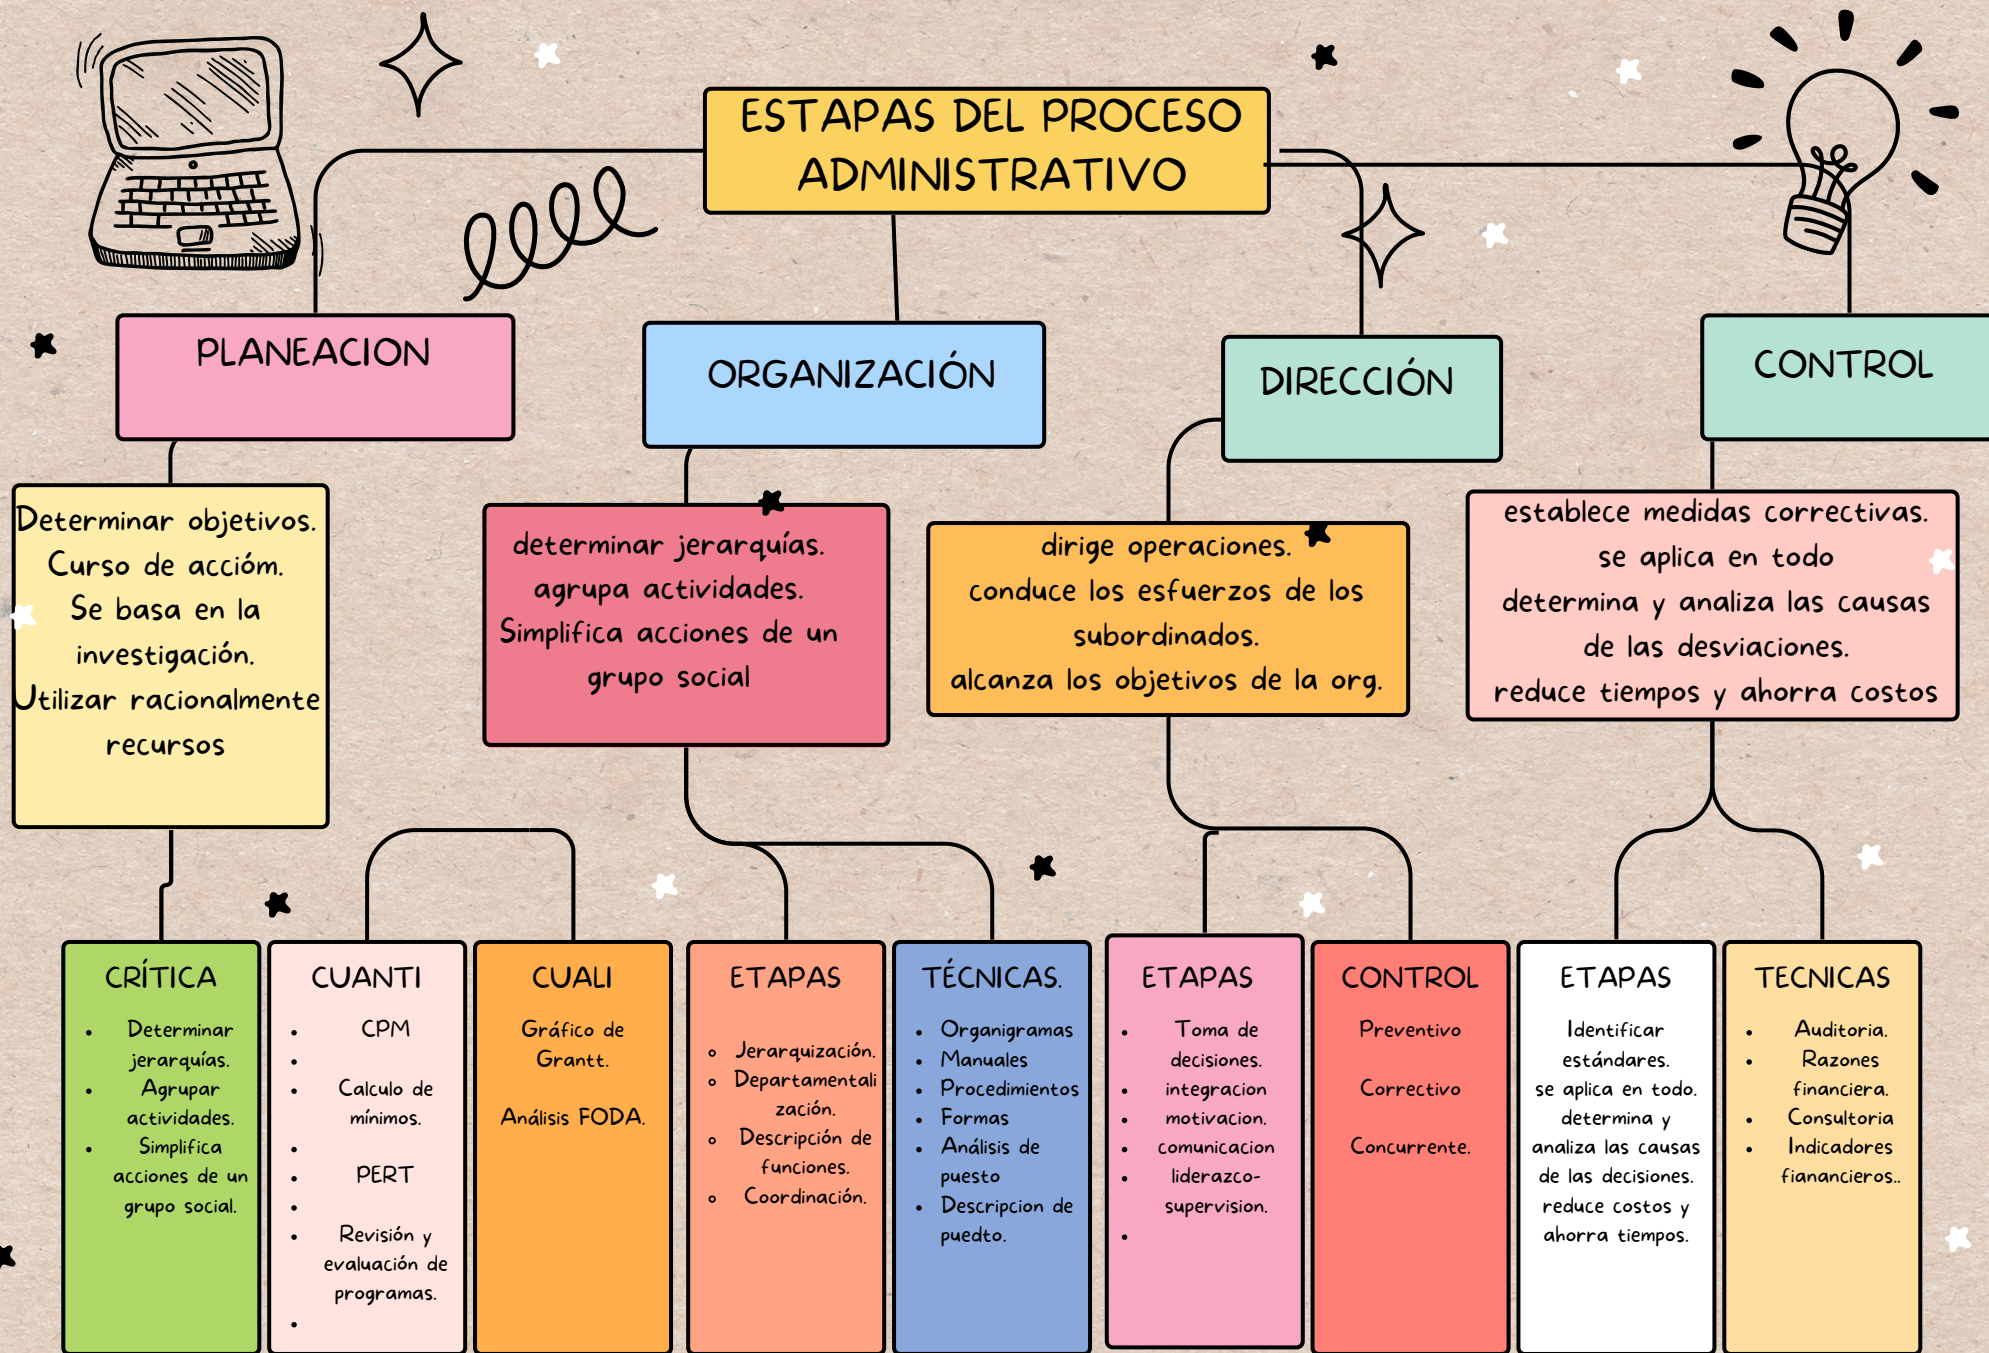 ESTAPAS DEL PROCESO
ADMINISTRATIVO
PLANEACION
ORGANIZACIÓN
DIRECCIÓN
CONTROL
Determinar objetivos.
Curso de accióm.
Se basa en la
investigación.
Utilizar racionalmente
recursos
determinar jerarquías.
agrupa actividades.
Simplifica acciones de un
grupo social
dirige operaciones.
conduce los esfuerzos de los
subordinados.
alcanza los objetivos de la org.
establece medidas correctivas.
se aplica en todo
determina y analiza las causas
de las desviaciones.
reduce tiempos y ahorra costos
CRÍTICA
• Determinar
jerarquías.
• Agrupar
actividades.
• Simplifica
acciones de un
grupo social.
CUANTI
• CPM
•
• Calculo de
mínimos.
•
• PERT
•
• Revisión y
evaluación de
programas.
•
CUALI
Gráfico de
Grantt.
Análisis FODA.
ETAPAS
◦ Jerarquización.
◦ Departamentali
zación.
◦ Descripción de
funciones.
◦ Coordinación.
TÉCNICAS.
• Organigramas
• Manuales
• Procedimientos
• Formas
• Análisis de
puesto
• Descripcion de
puedto.
ETAPAS
• Toma de
decisiones.
• integracion
• motivacion.
• comunicacion
• liderazco-
supervision.
•
CONTROL
Preventivo
Correctivo
Concurrente.
ETAPAS
Identificar
estándares.
se aplica en todo.
determina y
analiza las causas
de las decisiones.
reduce costos y
ahorra tiempos.
TECNICAS
• Auditoria.
• Razones
financiera.
• Consultoria
• Indicadores
fianancieros..